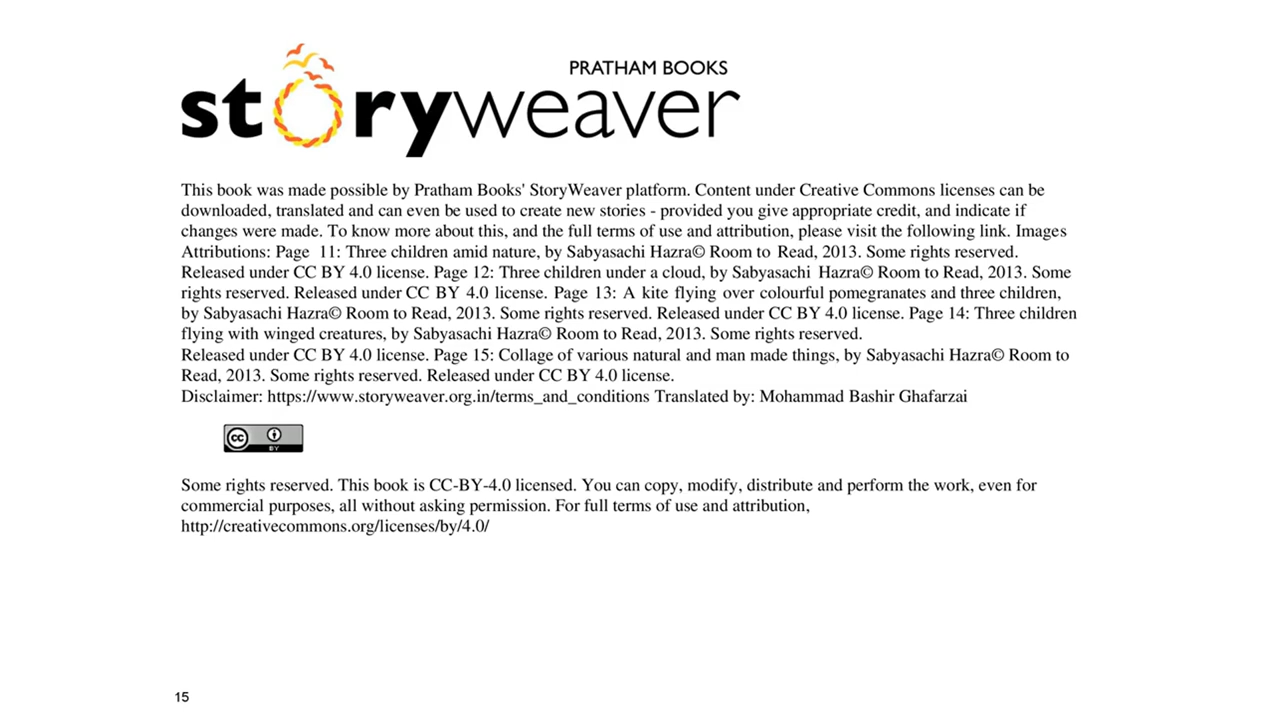 PRATHAM BOOKS
storyweaver
This book was made possible by Pratham Books' StoryWeaver platform. Content under Creative Commons licenses can be
downloaded, translated and can even be used to create new stories - provided you give appropriate credit, and indicate if
changes were made. To know more about this, and the full terms of use and attribution, please visit the following link. Images
Attributions: Page 11: Three children amid nature, by Sabyasachi Hazra© Room to Read, 2013. Some rights reserved.
Released under CC BY 4.0 license. Page 12: Three children under a cloud, by Sabyasachi Hazra© Room to Read, 2013. Some
rights reserved. Released under CC BY 4.0 license. Page 13: A kite flying over colourful pomegranates and three children,
by Sabyasachi Hazra© Room to Read, 2013. Some rights reserved. Released under CC BY 4.0 license. Page 14: Three children
flying with winged creatures, by Sabyasachi Hazra© Room to Read, 2013. Some rights reserved.
Released under CC BY 4.0 license. Page 15: Collage of various natural and man made things, by Sabyasachi Hazra© Room to
Read, 2013. Some rights reserved. Released under CC BY 4.0 license.
Disclaimer: https://www.storyweaver.org.in/terms_and_conditions Translated by: Mohammad Bashir Ghafarzai
cc BY
Some rights reserved. This book is CC-BY-4.0 licensed. You can copy, modify, distribute and perform the work, even for
commercial purposes, all without asking permission. For full terms of use and attribution,
http://creativecommons.org/licenses/by/4.0/
15